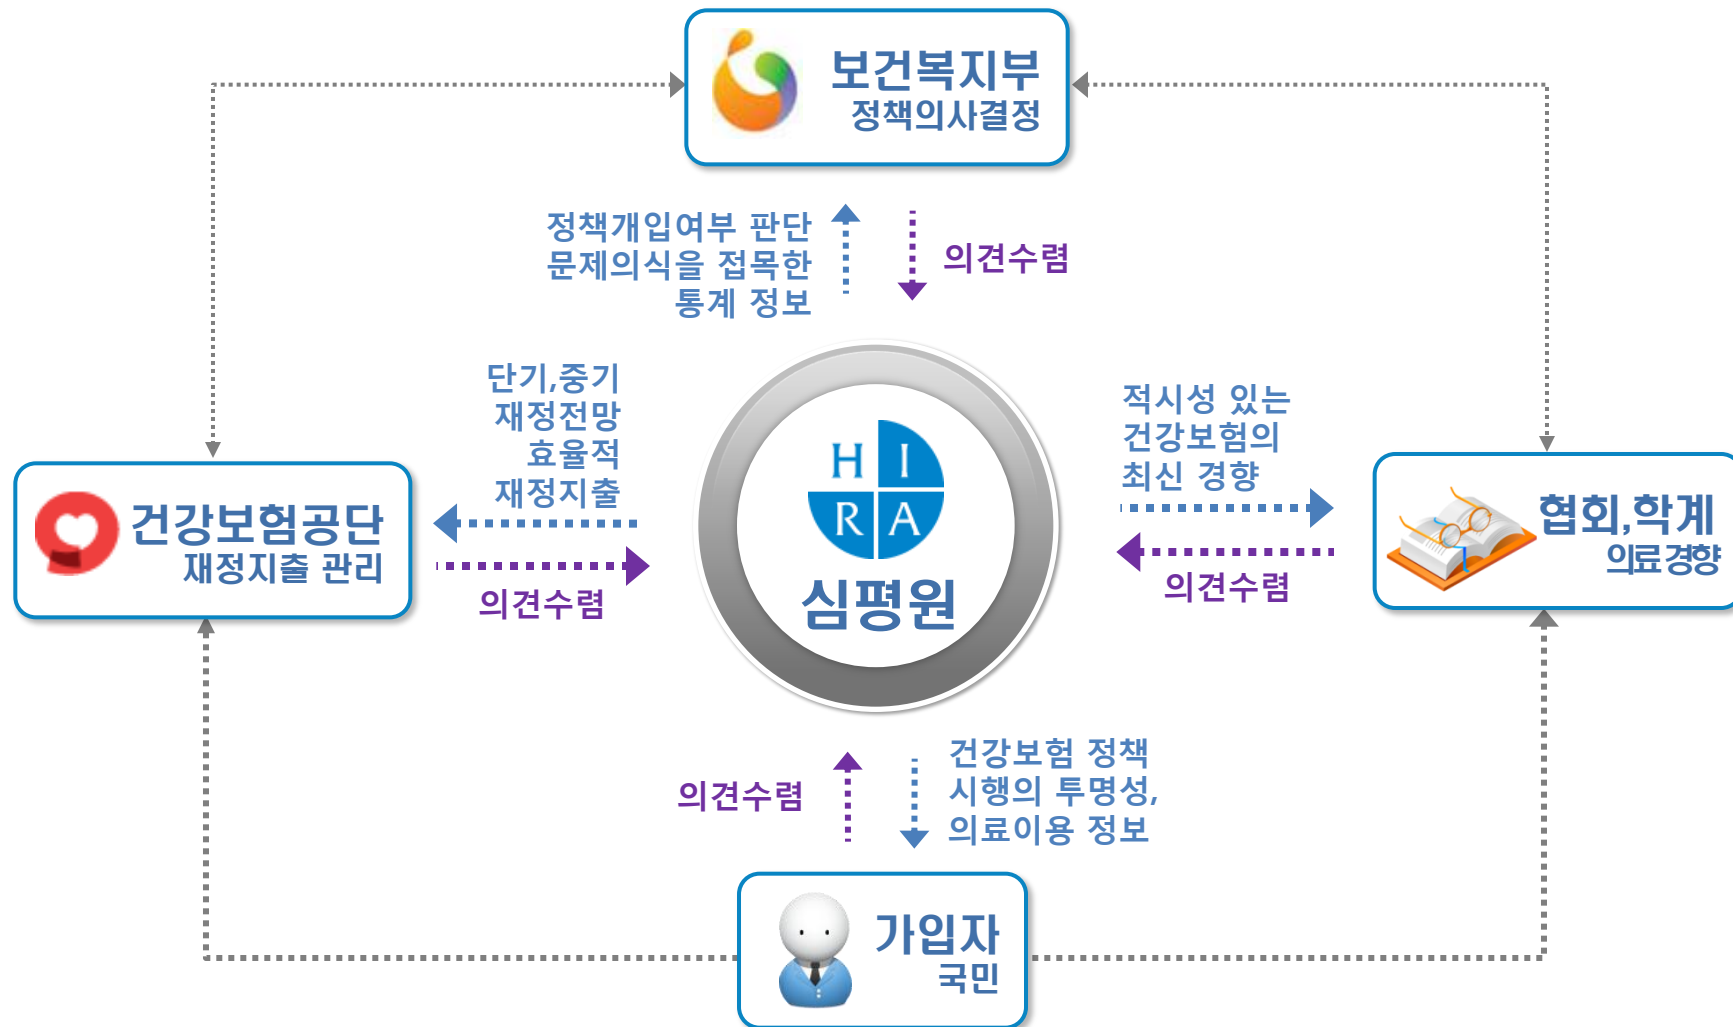 보건복지부
정책의사결정
정책개입여부 판단
문제의식을 접목한
통계 정보
의견수렴
단기,중기
재정전망
효율적
재정지출
적시성 있는
건강보험의
최신 경향
H I
R A
심평원
건강보험공단
재정지출 관리
의견수렴
협회,학계
의료경향
의견수렴
의견수렴
건강보험 정책
시행의 투명성,
의료이용 정보
가입자
국민